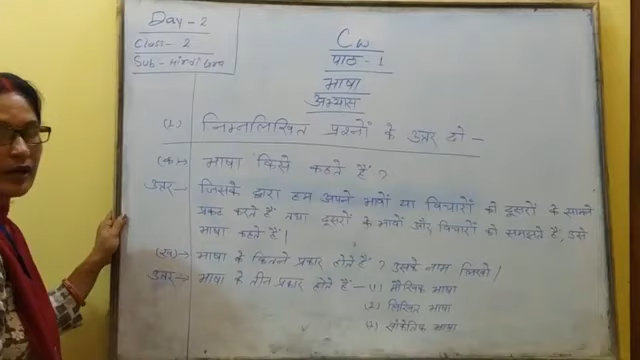 Day - 2
Class - 2
Sub - Hindi
Cw
पाठ - 1
भाषा
अभ्यास
(1) निम्नलिखित प्रश्नों के उत्तर दो -
(क) भाषा किसे कहते हैं ?
उत्तर - जिसके द्वारा हम अपने भावों या विचारों को दूसरों के सामने
प्रकट करते हैं तथा दूसरों के भावों और विचारों को समझते हैं, उसे
भाषा कहते हैं।
(ख) भाषा के कितने प्रकार होते हैं ? उसके नाम लिखो।
उत्तर - भाषा के तीन प्रकार होते हैं - (1) मौखिक भाषा
(2) लिखित भाषा
(3) सांकेतिक भाषा